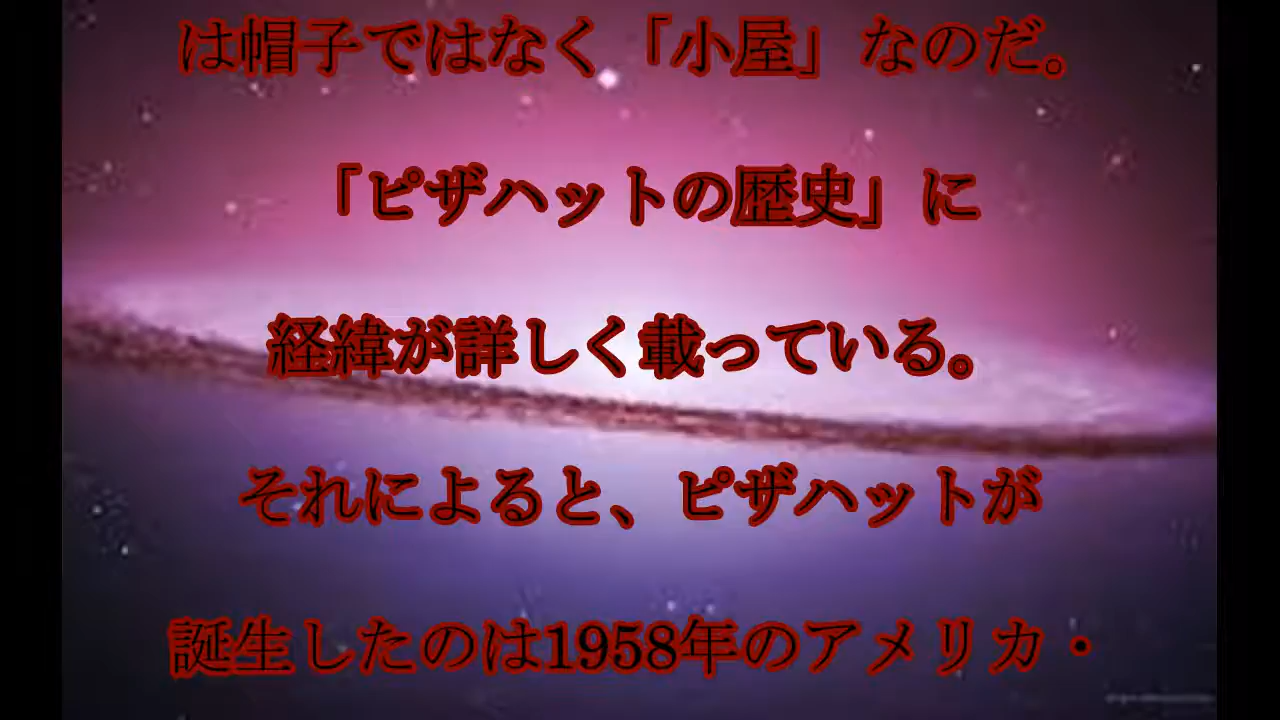 は帽子ではなく「小屋」なのだ。
「ピザハットの歴史」に
経緯が詳しく載っている。
それによると、ピザハットが
誕生したのは1958年のアメリカ・